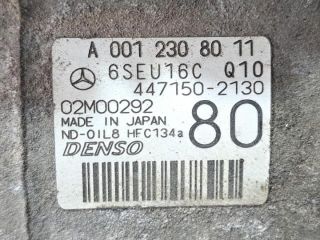 A 001 230 80 11
6SEU16C Q10
447150-2130
02M00292
MADE IN JAPAN
ND-OIL8 HFC134a
80
DENSO